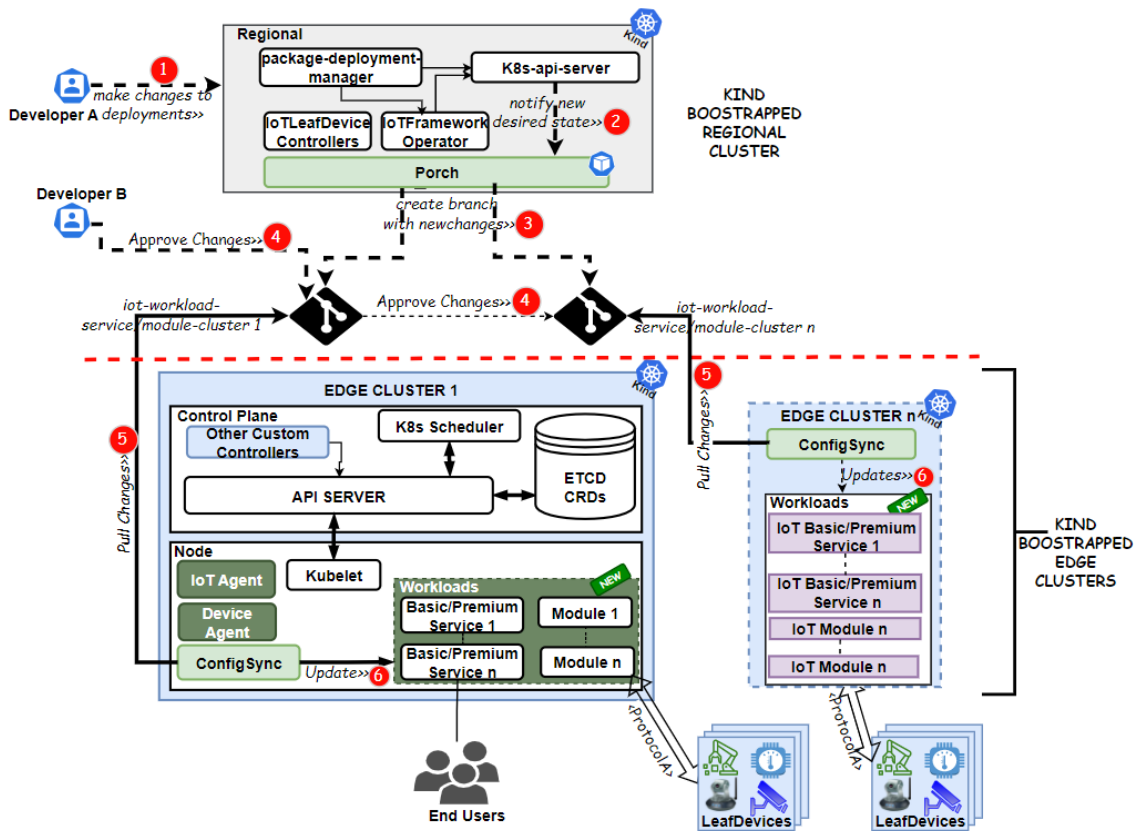 Regional
Kind
package-deployment-
manager
K8s-api-server
1
make changes to
deployments»
Developer A
notify new
desired state»
2
IoTLeafDevice
Controllers
IoTFramework
Operator
Porch
KIND
BOOSTRAPPED
REGIONAL
CLUSTER
Developer B
create branch
with newchanges»
3
Approve Changes»
4
iot-workload-
service/module-cluster 1
Approve Changes»
4
iot-workload-
service/module-cluster n
EDGE CLUSTER 1
Kind
5
Pull Changes»
Control Plane
Other Custom
Controllers
K8s Scheduler
API SERVER
ETCD
CRDs
Node
IoT Agent
Kubelet
Device
Agent
ConfigSync
Update»
6
Workloads
NEW
Basic/Premium
Service 1
Module 1
Basic/Premium
Service n
Module n
5
Pull Changes»
EDGE CLUSTER n
Kind
ConfigSync
Updates»
6
Workloads
NEW
IoT Basic/Premium
Service 1
IoT Basic/Premium
Service n
IoT Module n
IoT Module n
KIND
BOOSTRAPPED
EDGE
CLUSTERS
End Users
<ProtocolA>
LeafDevices
<ProtocolA>
LeafDevices